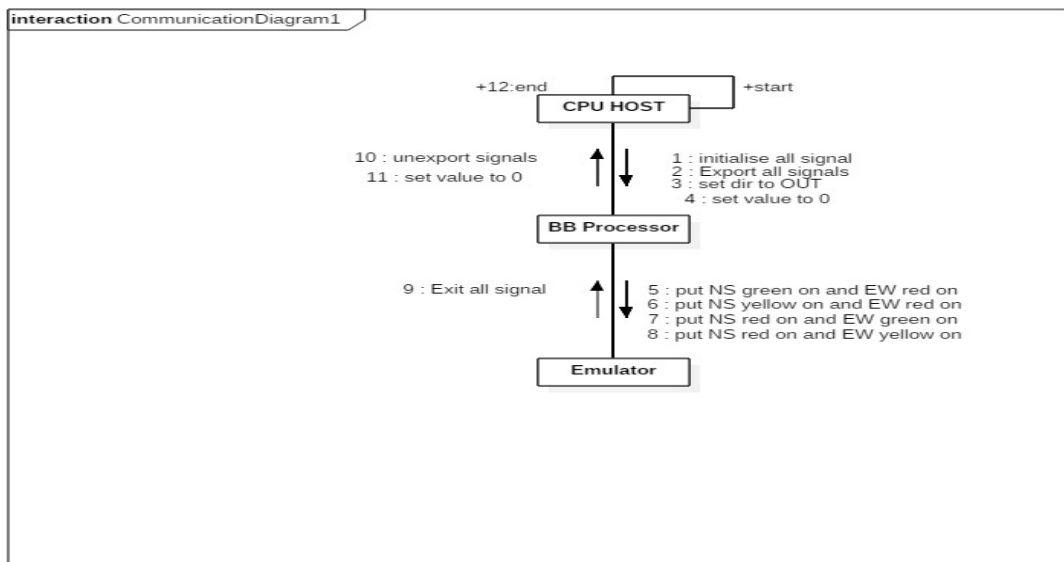 interaction CommunicationDiagram1
+12:end
+start
CPU HOST
10 : unexport signals
11 : set value to 0
1 : initialise all signal
2 : Export all signals
3 : set dir to OUT
4 : set value to 0
BB Processor
9 : Exit all signal
5 : put NS green on and EW red on
6 : put NS yellow on and EW red on
7 : put NS red on and EW green on
8 : put NS red on and EW yellow on
Emulator